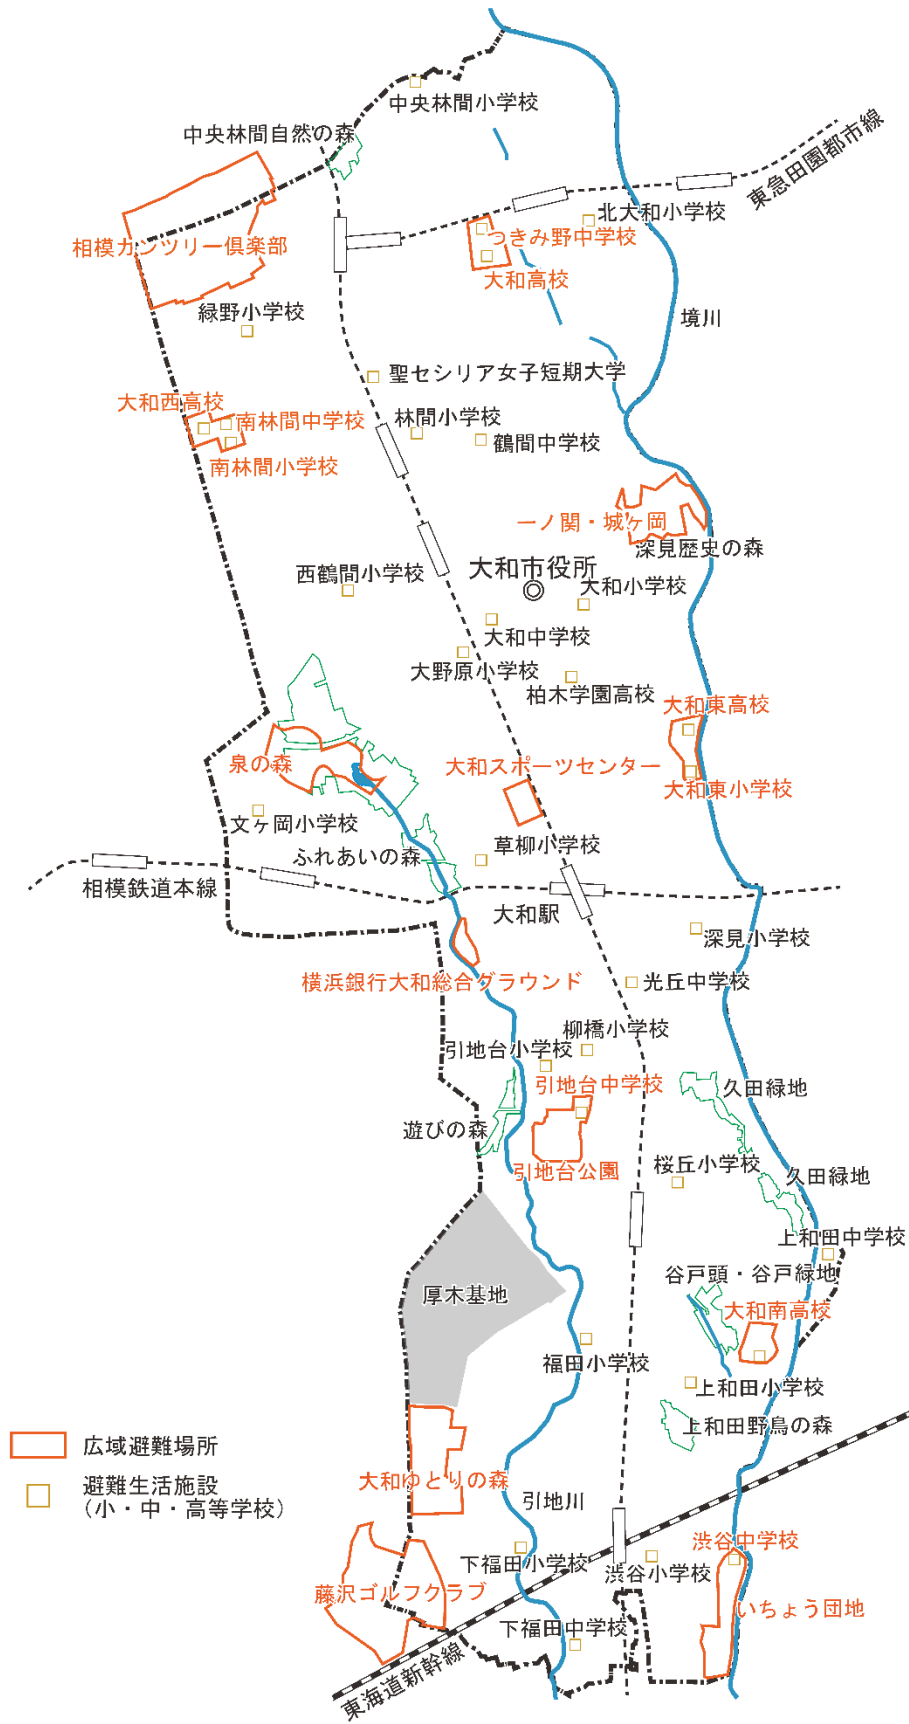 中央林間小学校
中央林間自然の森
東急田園都市線
北大和小学校
つきみ野中学校
相模カンツリー倶楽部
大和高校
緑野小学校
境川
聖セシリア女子短期大学
大和西高校
南林間中学校
林間小学校
鶴間中学校
南林間小学校
一ノ関・城ヶ岡
深見歴史の森
西鶴間小学校
大和市役所
大和小学校
大和中学校
大野原小学校
柏木学園高校
大和東高校
泉の森
大和スポーツセンター
大和東小学校
文ヶ岡小学校
ふれあいの森
草柳小学校
相模鉄道本線
大和駅
深見小学校
横浜銀行大和総合グラウンド
光丘中学校
柳橋小学校
引地台小学校
引地台中学校
久田緑地
遊びの森
引地台公園
桜丘小学校
久田緑地
上和田中学校
谷戸頭・谷戸緑地
厚木基地
大和南高校
福田小学校
上和田小学校
上和田野鳥の森
広域避難場所
避難生活施設
(小・中・高等学校)
大和ゆとりの森
引地川
渋谷中学校
下福田小学校
渋谷小学校
藤沢ゴルフクラブ
いちょう団地
下福田中学校
東海道新幹線